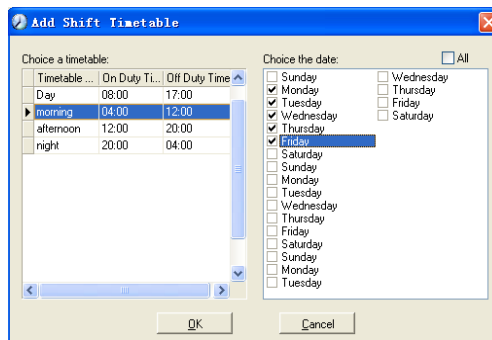 Add Shift Timetable
Choice a timetable:
Timetable ... On Duty Ti... Off Duty Time
Day 08:00 17:00
morning 04:00 12:00
afternoon 12:00 20:00
night 20:00 04:00
Choice the date:
All
Sunday
Monday
Tuesday
Wednesday
Thursday
Friday
Saturday
Sunday
Monday
Tuesday
Wednesday
Thursday
Friday
Saturday
Sunday
Monday
Tuesday
Wednesday
Thursday
Friday
Saturday
OK
Cancel